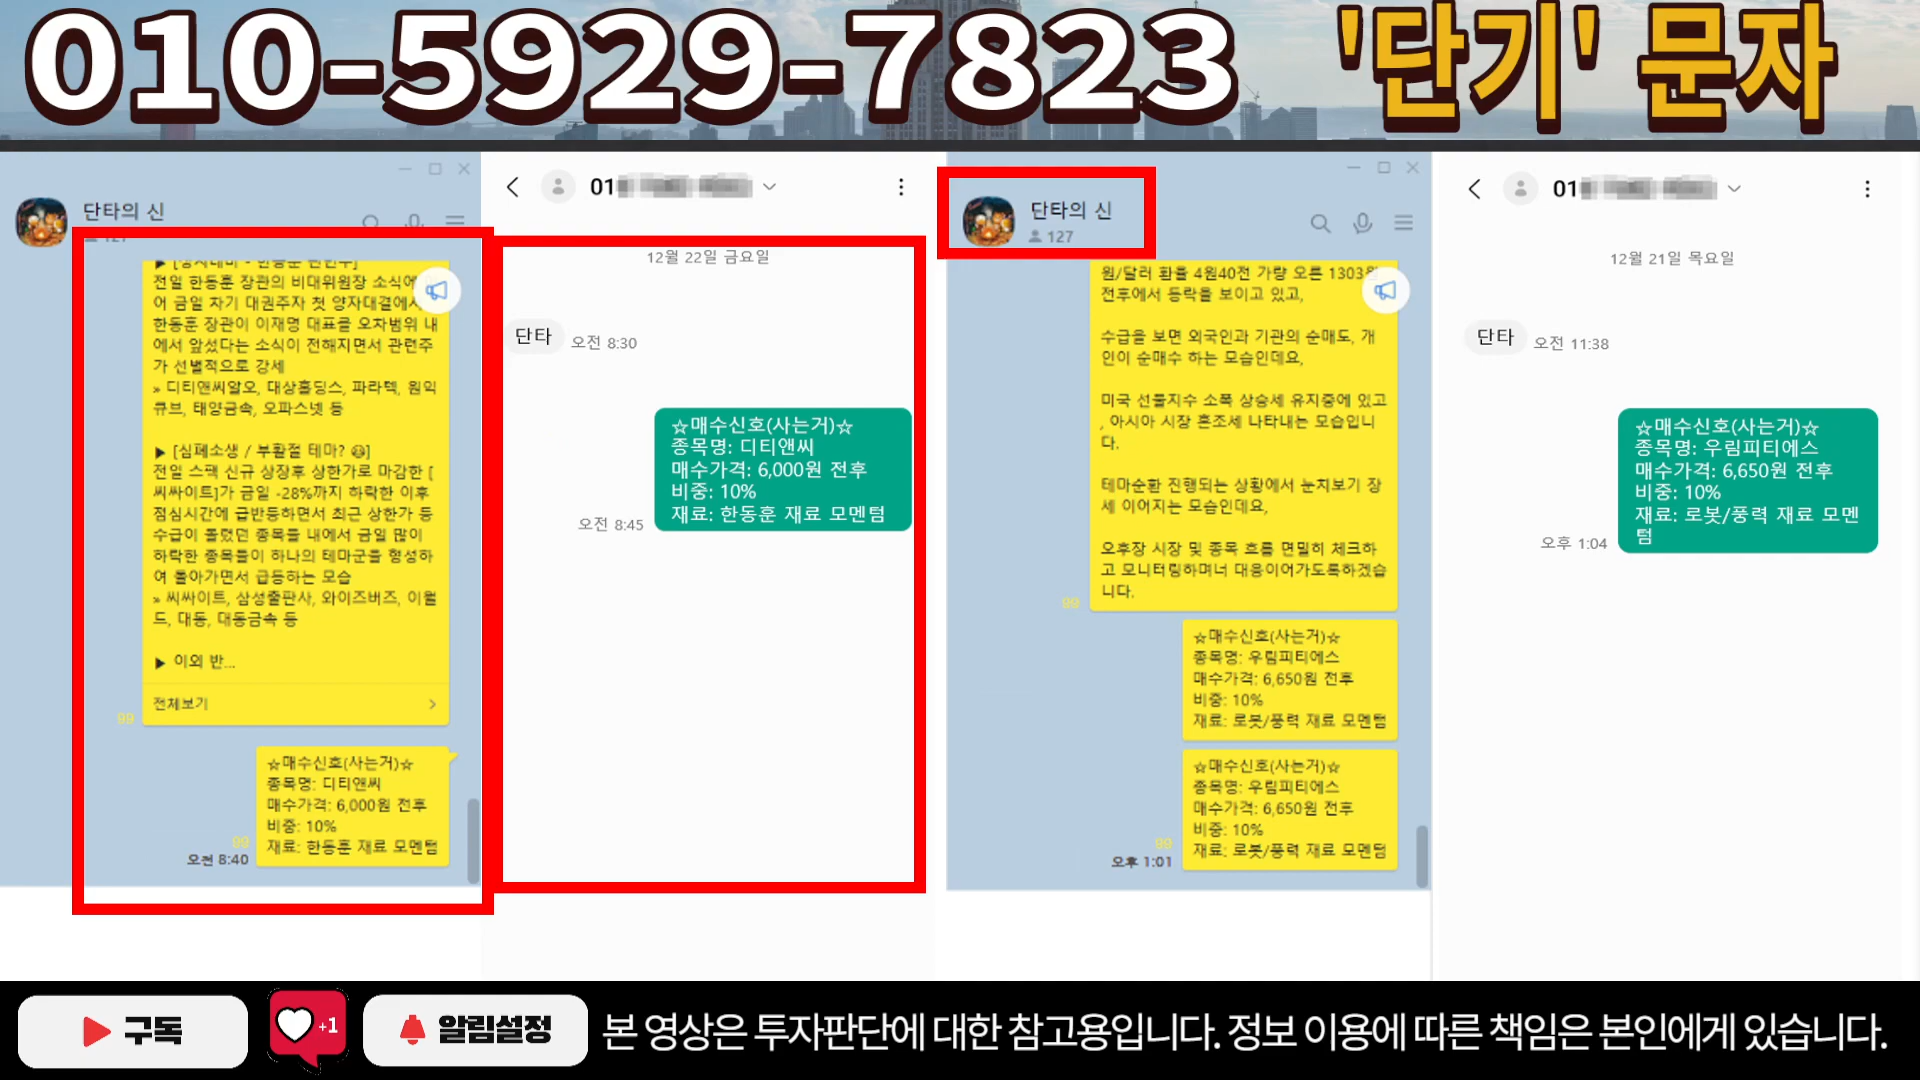 010-5929-7823 '단기' 문자
단타의 신
전일 한동훈 장관의 비대위원장 소식에
어 금일 차기 대권주자 첫 양자대결에서
한동훈 장관이 이재명 대표를 오차범위 내
에서 앞섰다는 소식이 전해지면서 관련주
가 선별적으로 강세
» 디티앤씨알오, 대상홀딩스, 파라텍, 원익
큐브, 태양금속, 오파스넷 등
▶ [심폐소생 / 부활절 테마? 😂]
전일 스팩 신규 상장후 상한가로 마감한 [
씨싸이트]가 금일 -28%까지 하락한 이후
점심시간에 급반등하면서 최근 상한가 등
수급이 몰렸던 종목들 내에서 금일 많이
하락한 종목들이 하나의 테마군을 형성하
여 돌아가면서 급등하는 모습
» 씨싸이트, 삼성출판사, 와이즈버즈, 이월
드, 대동, 대동금속 등
▶ 이외 반...
전체보기
99
☆매수신호(사는거)☆
종목명: 디티앤씨
매수가격: 6,000원 전후
비중: 10%
재료: 한동훈 재료 모멘텀
99
오전 8:40
01
12월 22일 금요일
단타
오전 8:30
☆매수신호(사는거)☆
종목명: 디티앤씨
매수가격: 6,000원 전후
비중: 10%
재료: 한동훈 재료 모멘텀
오전 8:45
단타의 신
127
원/달러 환율 4원40전 가량 오른 1303원
전후에서 등락을 보이고 있고,
수급을 보면 외국인과 기관의 순매도, 개
인이 순매수 하는 모습인데요,
미국 선물지수 소폭 상승세 유지중에 있고
, 아시아 시장 혼조세 나타내는 모습입니
다.
테마순환 진행되는 상황에서 눈치보기 장
세 이어지는 모습인데요,
오후장 시장 및 종목 흐름 면밀히 체크하
고 모니터링하며너 대응이어가도록하겠습
니다.
99
☆매수신호(사는거)☆
종목명: 우림피티에스
매수가격: 6,650원 전후
비중: 10%
재료: 로봇/풍력 재료 모멘텀
☆매수신호(사는거)☆
종목명: 우림피티에스
매수가격: 6,650원 전후
비중: 10%
재료: 로봇/풍력 재료 모멘텀
99
오후 1:01
01
12월 21일 목요일
단타
오전 11:38
☆매수신호(사는거)☆
종목명: 우림피티에스
매수가격: 6,650원 전후
비중: 10%
재료: 로봇/풍력 재료 모멘
텀
오후 1:04
구독
+1
알림설정
본 영상은 투자판단에 대한 참고용입니다. 정보 이용에 따른 책임은 본인에게 있습니다.